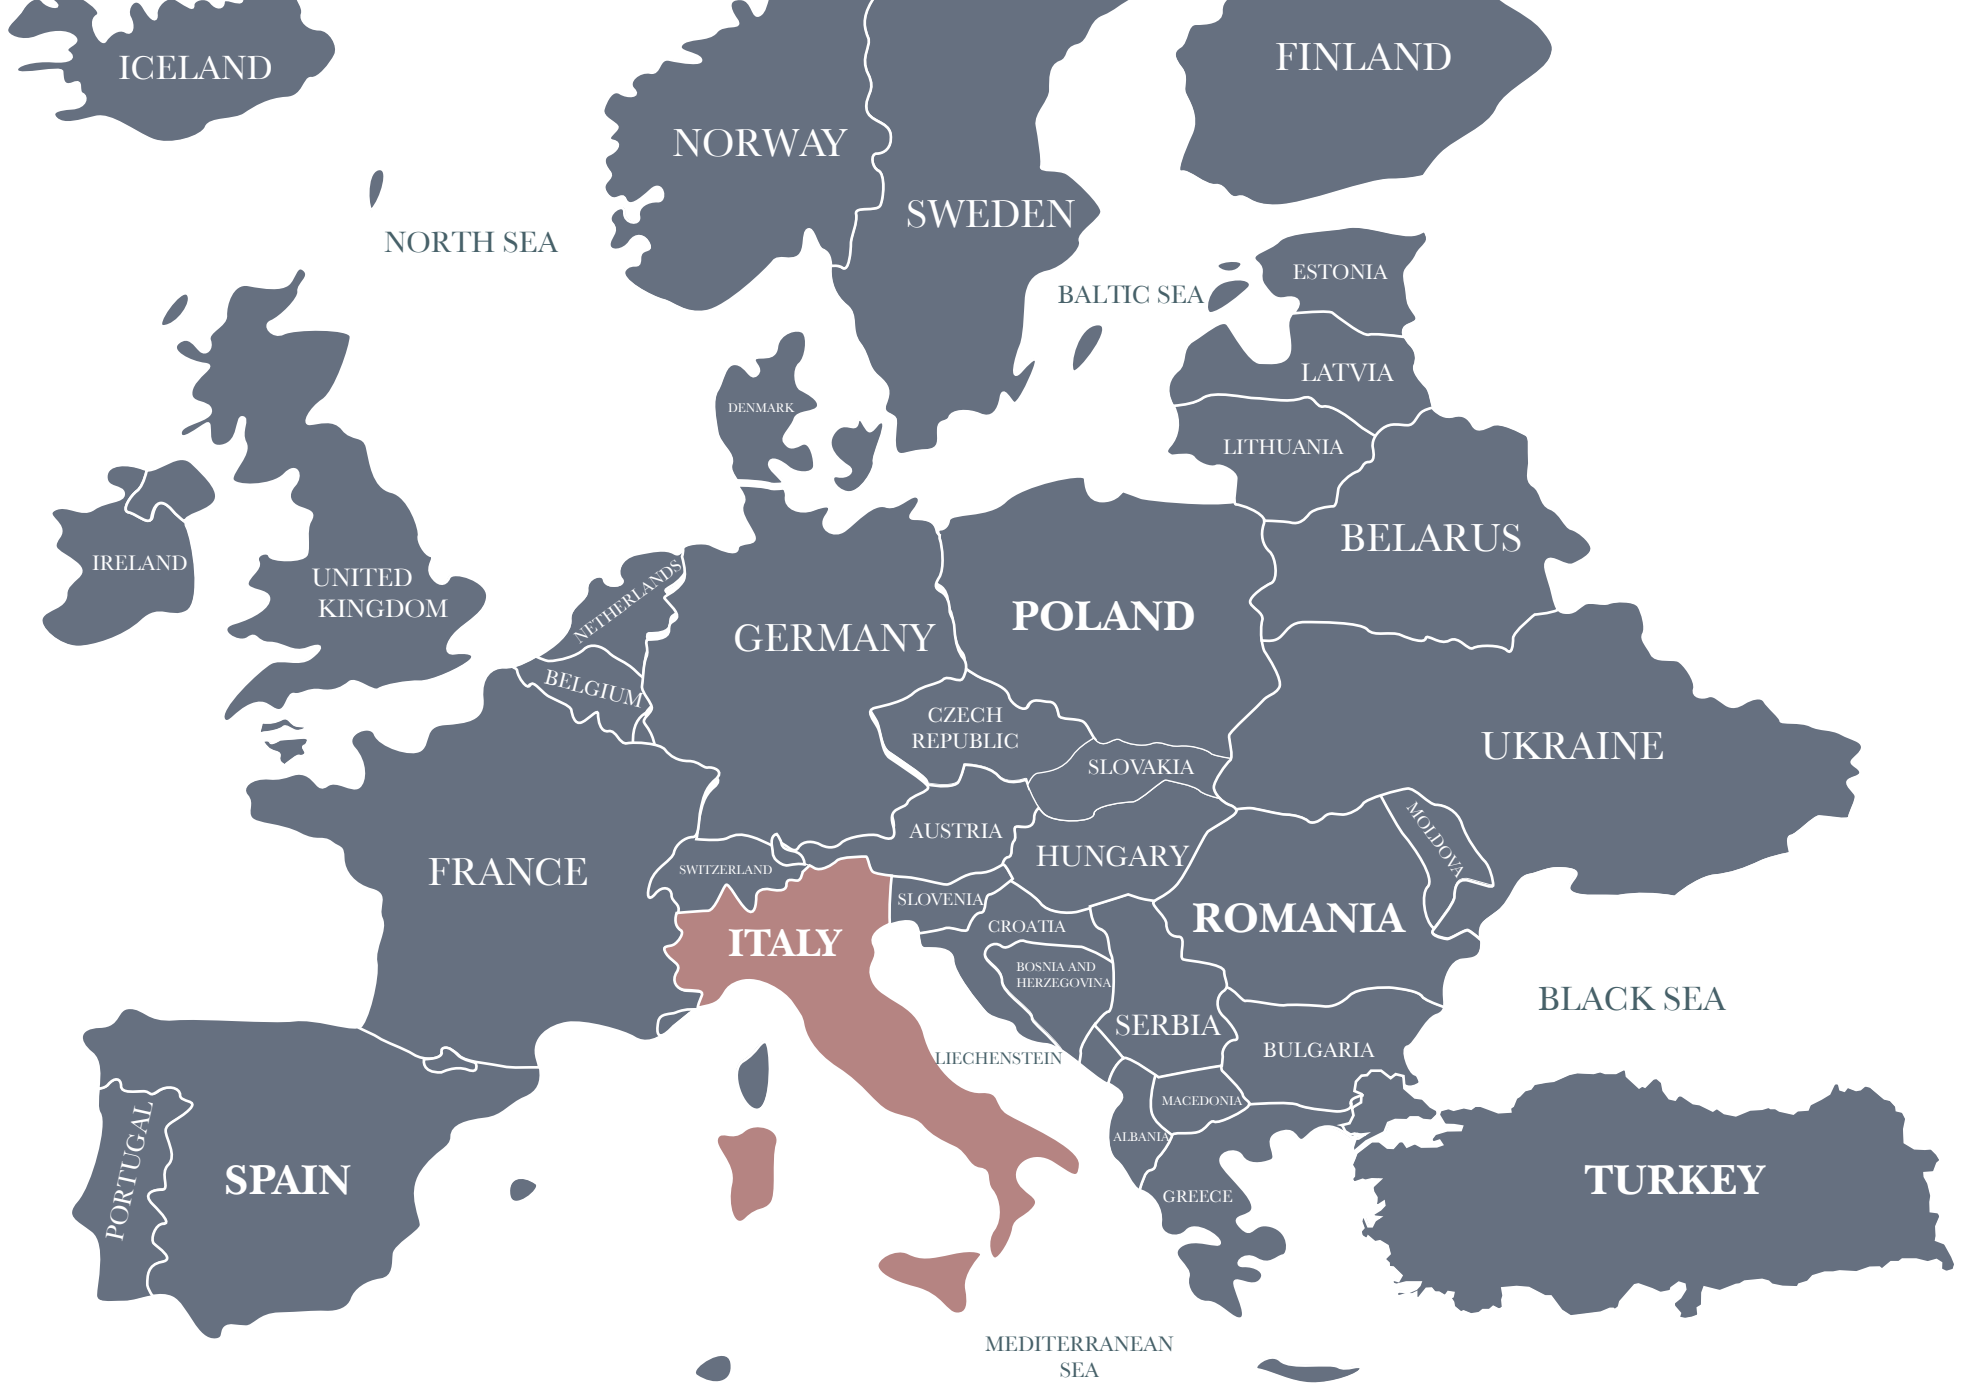 ICELAND
FINLAND
NORWAY
SWEDEN
NORTH SEA
ESTONIA
BALTIC SEA
LATVIA
DENMARK
LITHUANIA
BELARUS
IRELAND
UNITED
KINGDOM
NETHERLANDS
POLAND
GERMANY
BELGIUM
CZECH
REPUBLIC
UKRAINE
SLOVAKIA
MOLDOVA
AUSTRIA
HUNGARY
FRANCE
SWITZERLAND
SLOVENIA
ROMANIA
CROATIA
ITALY
BOSNIA AND
HERZEGOVINA
BLACK SEA
SERBIA
BULGARIA
LIECHENSTEIN
MACEDONIA
ALBANIA
PORTUGAL
SPAIN
TURKEY
GREECE
MEDITERRANEAN
SEA